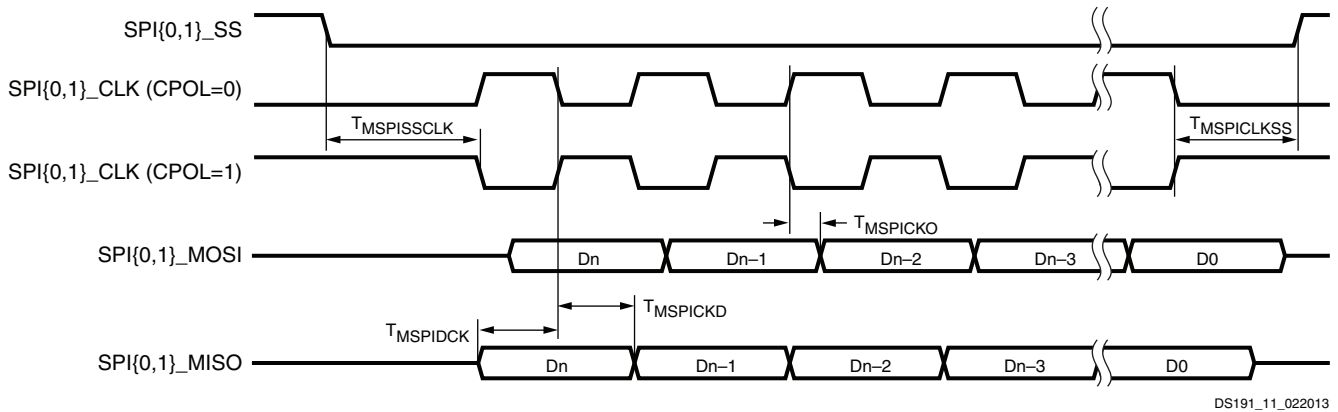 SPI{0,1}_SS
SPI{0,1}_CLK (CPOL=0)
TMSPISSCLK
TMSPICLKSS
SPI{0,1}_CLK (CPOL=1)
TMSPICKO
SPI{0,1}_MOSI
Dn Dn–1 Dn–2 Dn–3 D0
TMSPICKD
TMSPIDCK
SPI{0,1}_MISO
Dn Dn–1 Dn–2 Dn–3 D0
DS191_11_022013